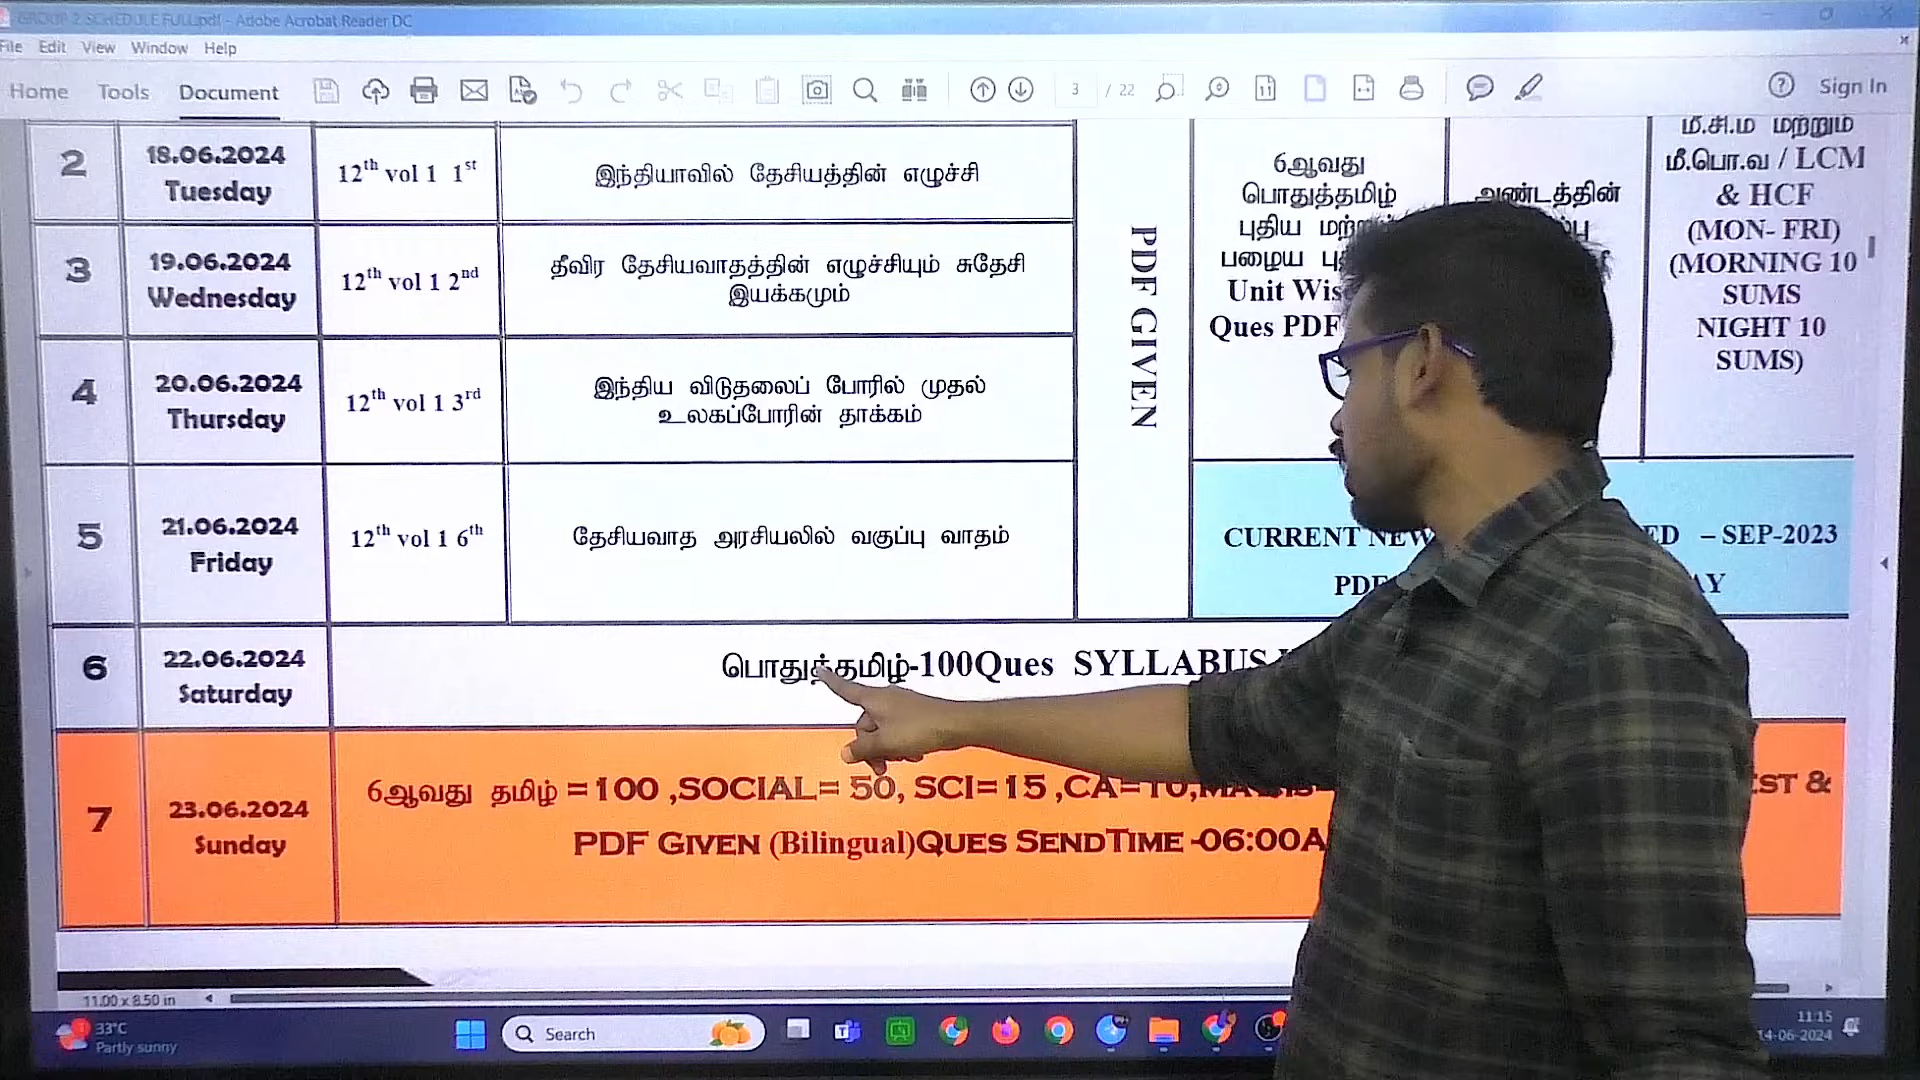 GROUP 2 SCHEDULE FULL.pdf - Adobe Acrobat Reader DC
File Edit View Window Help
Home Tools Document 3 / 22 Sign In
2
18.06.2024
Tuesday
12th vol 1 1st
இந்தியாவில் தேசியத்தின் எழுச்சி
3
19.06.2024
Wednesday
12th vol 1 2nd
தீவிர தேசியவாதத்தின் எழுச்சியும் சுதேசி
இயக்கமும்
4
20.06.2024
Thursday
12th vol 1 3rd
இந்திய விடுதலைப் போரில் முதல்
உலகப்போரின் தாக்கம்
5
21.06.2024
Friday
12th vol 1 6th
தேசியவாத அரசியலில் வகுப்பு வாதம்
PDF GIVEN
6ஆவது
பொதுத்தமிழ்
புதிய
பழைய
Unit
Ques PDF
அண்டத்தின்
மீ.சி.ம மற்றும்
மீ.பொ.வ / LCM
& HCF
(MON- FRI)
(MORNING 10
SUMS
NIGHT 10
SUMS)
CURRENT – SEP-2023
6
22.06.2024
Saturday
பொதுத்தமிழ்-100Ques SYLLABUS
7
23.06.2024
Sunday
6ஆவது தமிழ் =100 ,SOCIAL= 50, SCI=15 ,CA=10, &
PDF GIVEN (Bilingual)QUES SENDTIME -06:00A
11.00 x 8.50 in
33°C
Partly sunny
Search
11:15
14-06-2024